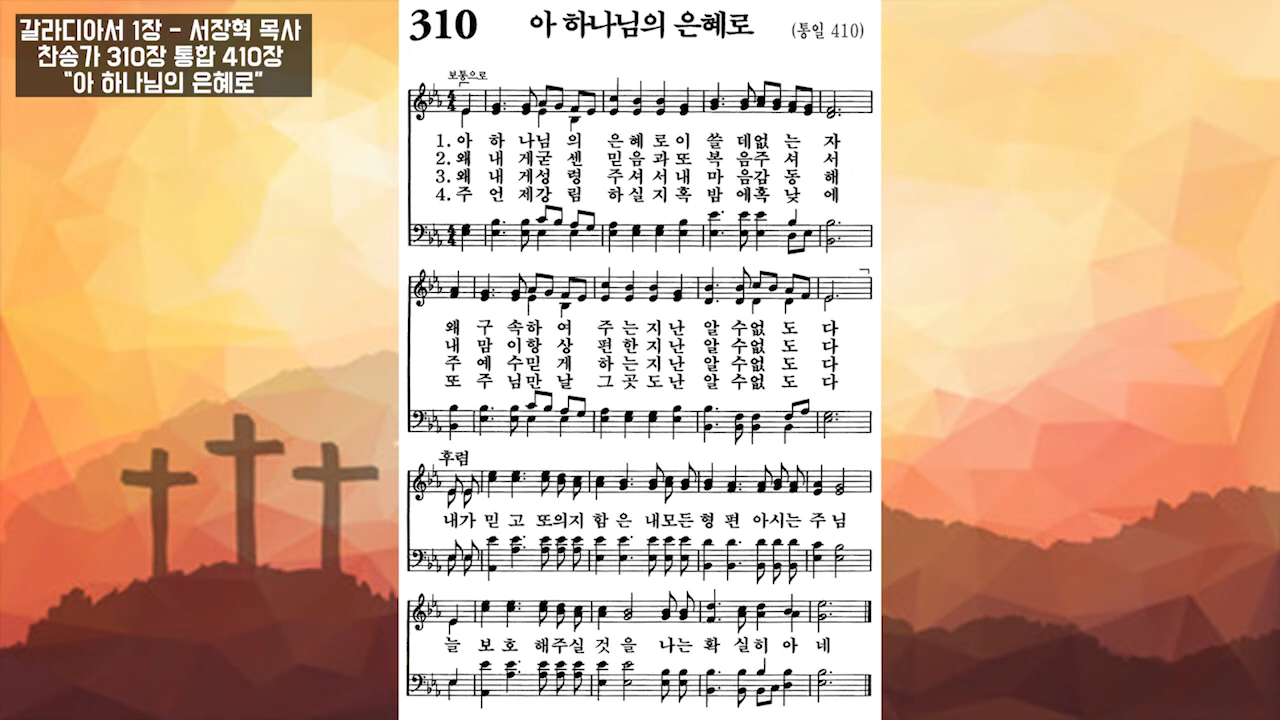 갈라디아서 1장 - 서장혁 목사
찬송가 310장 통합 410장
"아 하나님의 은혜로"
310 아 하나님의 은혜로 (통일 410)
보통으로
1. 아 하 나님 의 은 혜 로 이 쓸 데없 는 자
2. 왜 내 게굳 센 믿 음 과 또 복 음주 셔 서
3. 왜 내 게성 령 주 셔 서 내 마 음감 동 해
4. 주 언 제강 림 하 실 지 혹 밤 에혹 낮 에
왜 구 속하 여 주 는 지 난 알 수없 도 다
내 맘 이항 상 편 한 지 난 알 수없 도 다
주 예 수믿 게 하 는 지 난 알 수없 도 다
또 주 님만 날 그 곳 도 난 알 수없 도 다
후렴
내가 믿 고 또의지 함 은 내모든 형 편 아시는 주 님
늘 보 호 해주실 것 을 나는 확 실히 아 네